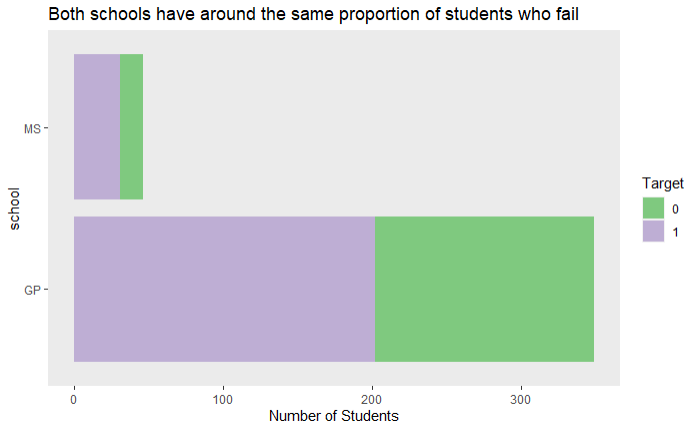 Both schools have around the same proportion of students who fail
MS
GP
school
0
100
200
300
Number of Students
Target
0
1